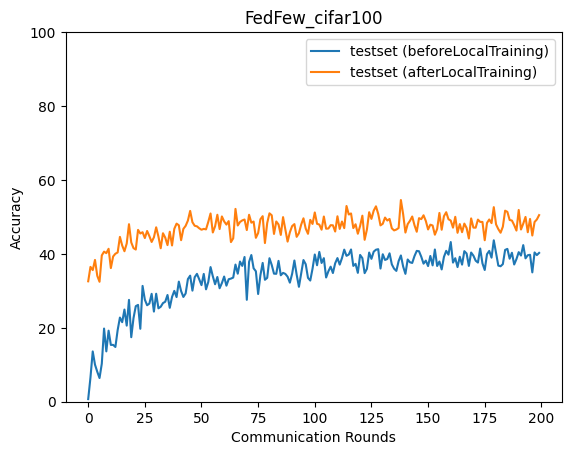 FedFew_cifar100
100
80
60
40
20
0
Accuracy
testset (beforeLocalTraining)
testset (afterLocalTraining)
0 25 50 75 100 125 150 175 200
Communication Rounds